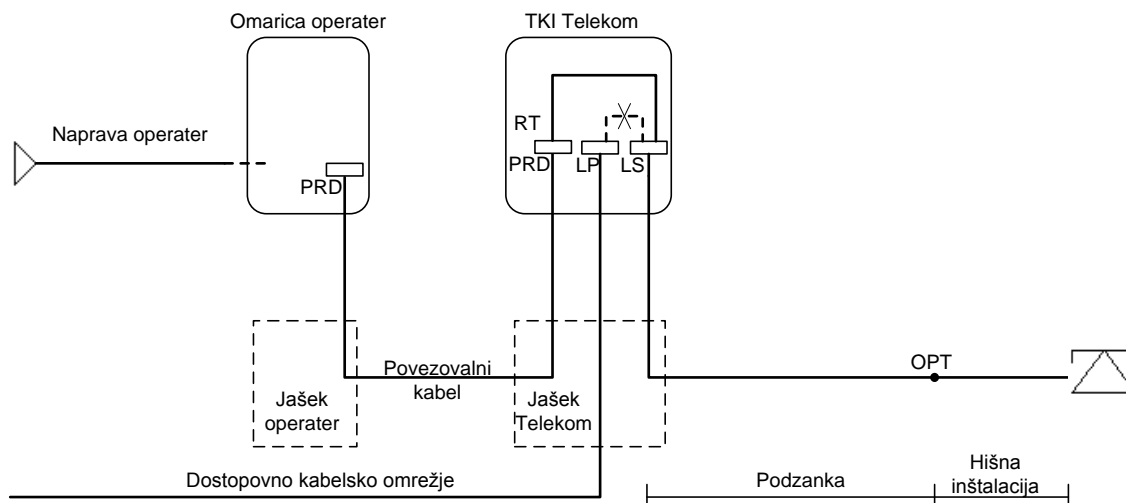 Omarica operater
TKI Telekom
Naprava operater
RT
PRD
PRD
LP
LS
Povezovalni
kabel
OPT
Jašek
operater
Jašek
Telekom
Dostopovno kabelsko omrežje
Podzanka
Hišna
inštalacija